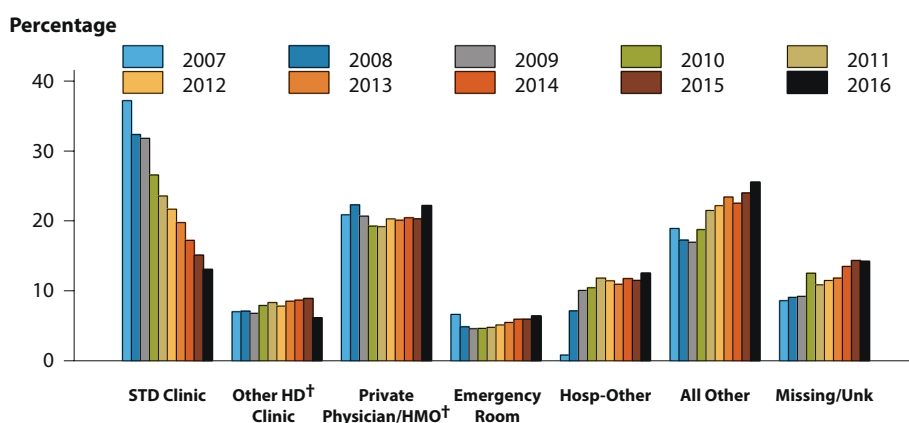 Percentage
2007 2008 2009 2010 2011
2012 2013 2014 2015 2016
40
30
20
10
0
STD Clinic Other HD† Private Emergency Hosp-Other All Other Missing/Unk
Clinic Physician/HMO† Room